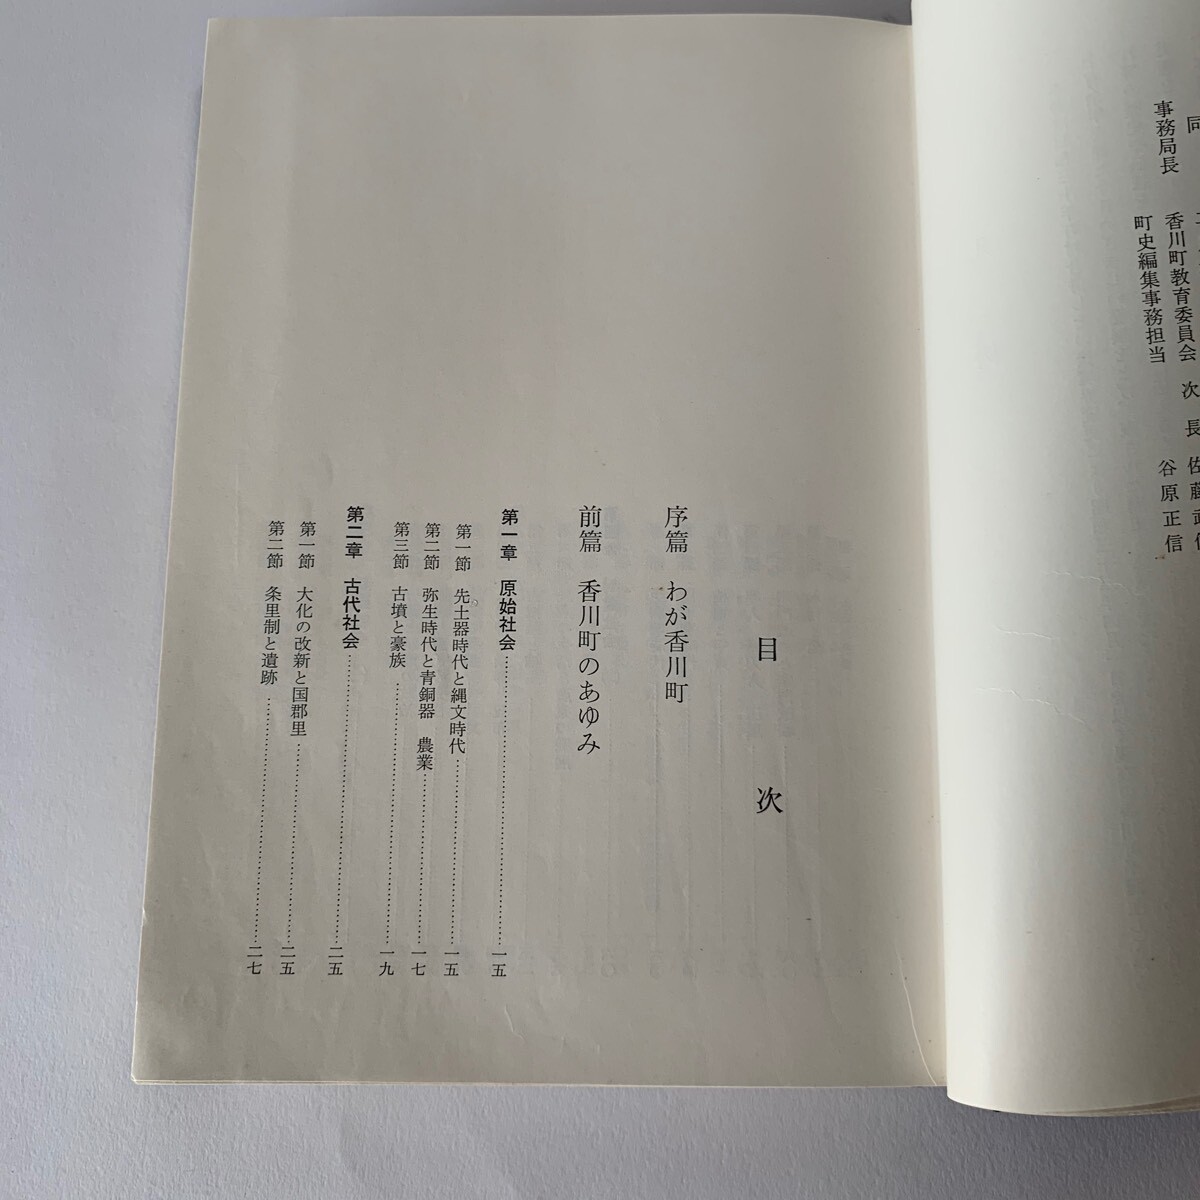 同
事務局長
香川町教育委員会 次長
町史編集事務担当
谷原正信
目 次
序篇 わが香川町
前篇 香川町のあゆみ
第一章 原始社会……一五
第一節 先土器時代と縄文時代……一五
第二節 弥生時代と青銅器 農業……一七
第三節 古墳と豪族……一九
第二章 古代社会……二五
第一節 大化の改新と国郡里……二五
第二節 条里制と遺跡……二七